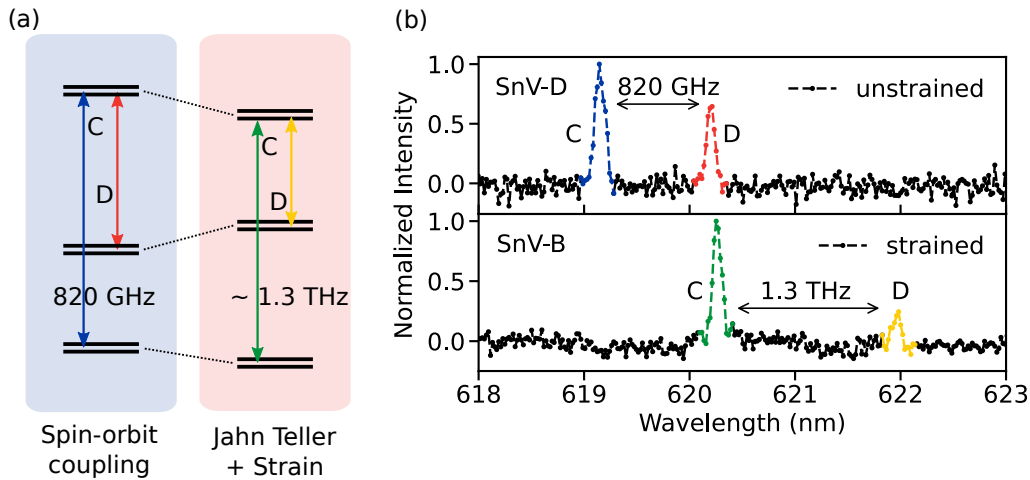 (a)
C
D
820 GHz
C
D
~ 1.3 THz
Spin-orbit
coupling
Jahn Teller
+ Strain
(b)
Normalized Intensity
1.0
0.5
0.0
SnV-D
820 GHz
unstrained
C
D
1.0
0.5
0.0
SnV-B
strained
C
1.3 THz
D
618
619
620
621
622
623
Wavelength (nm)